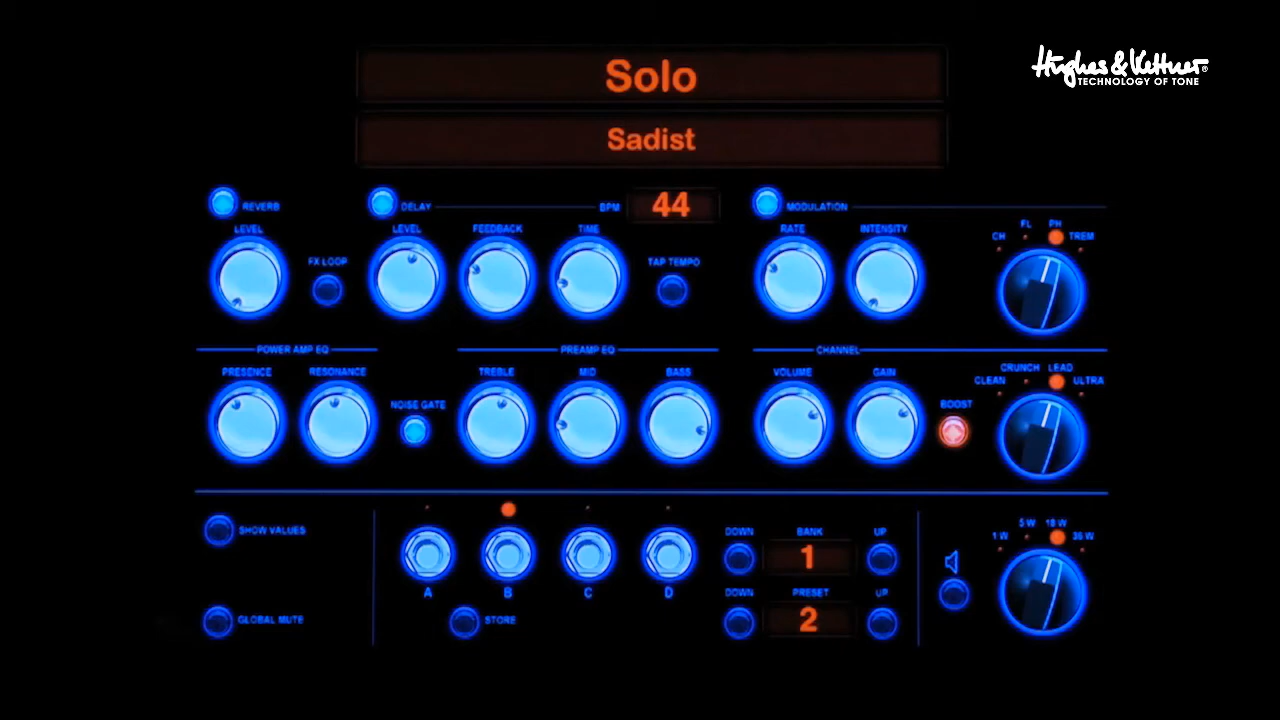 Solo
Hughes & Kettner®
TECHNOLOGY OF TONE
Sadist
REVERB
DELAY
BPM
44
MODULATION
LEVEL
FX LOOP
LEVEL
FEEDBACK
TIME
TAP TEMPO
RATE
INTENSITY
CH
FL
PH
TREM
POWER AMP EQ
PREAMP EQ
CHANNEL
PRESENCE
RESONANCE
NOISE GATE
TREBLE
MID
BASS
VOLUME
GAIN
BOOST
CLEAN
CRUNCH
LEAD
ULTRA
SHOW VALUES
GLOBAL MUTE
A
B
C
D
STORE
DOWN
BANK
UP
1
DOWN
PRESET
UP
2
1 W
5 W
18 W
36 W